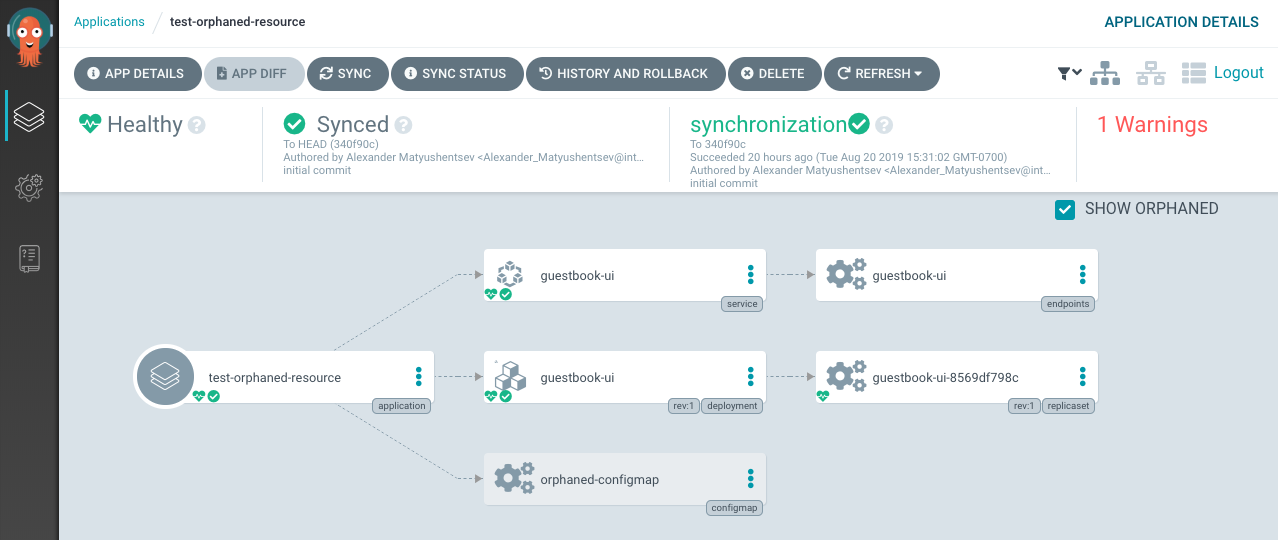 Applications / test-orphaned-resource
APPLICATION DETAILS
APP DETAILS
APP DIFF
SYNC
SYNC STATUS
HISTORY AND ROLLBACK
DELETE
REFRESH
Logout
Healthy ?
Synced ?
To HEAD (340f90c)
Authored by Alexander Matyushentsev <Alexander_Matyushentsev@int...
initial commit
synchronization ?
To 340f90c
Succeeded 20 hours ago (Tue Aug 20 2019 15:31:02 GMT-0700)
Authored by Alexander Matyushentsev <Alexander_Matyushentsev@int...
initial commit
1 Warnings
SHOW ORPHANED
guestbook-ui
service
guestbook-ui
endpoints
test-orphaned-resource
application
guestbook-ui
rev:1
deployment
guestbook-ui-8569df798c
rev:1
replicaset
orphaned-configmap
configmap